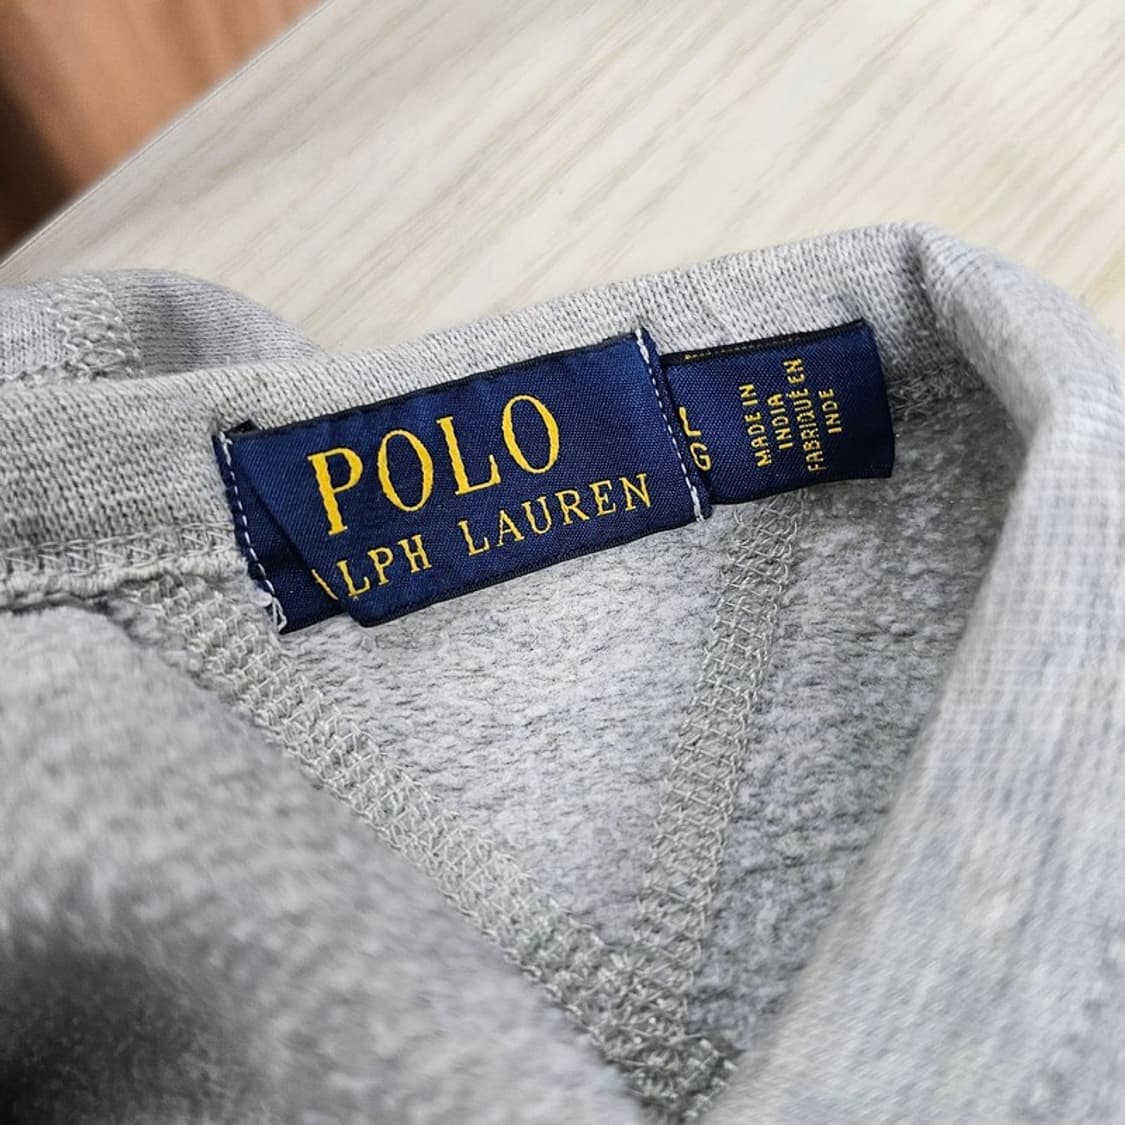 POLO
ALPH LAUREN
L
G
MADE IN
INDIA
FABRIQUÉ EN
INDE